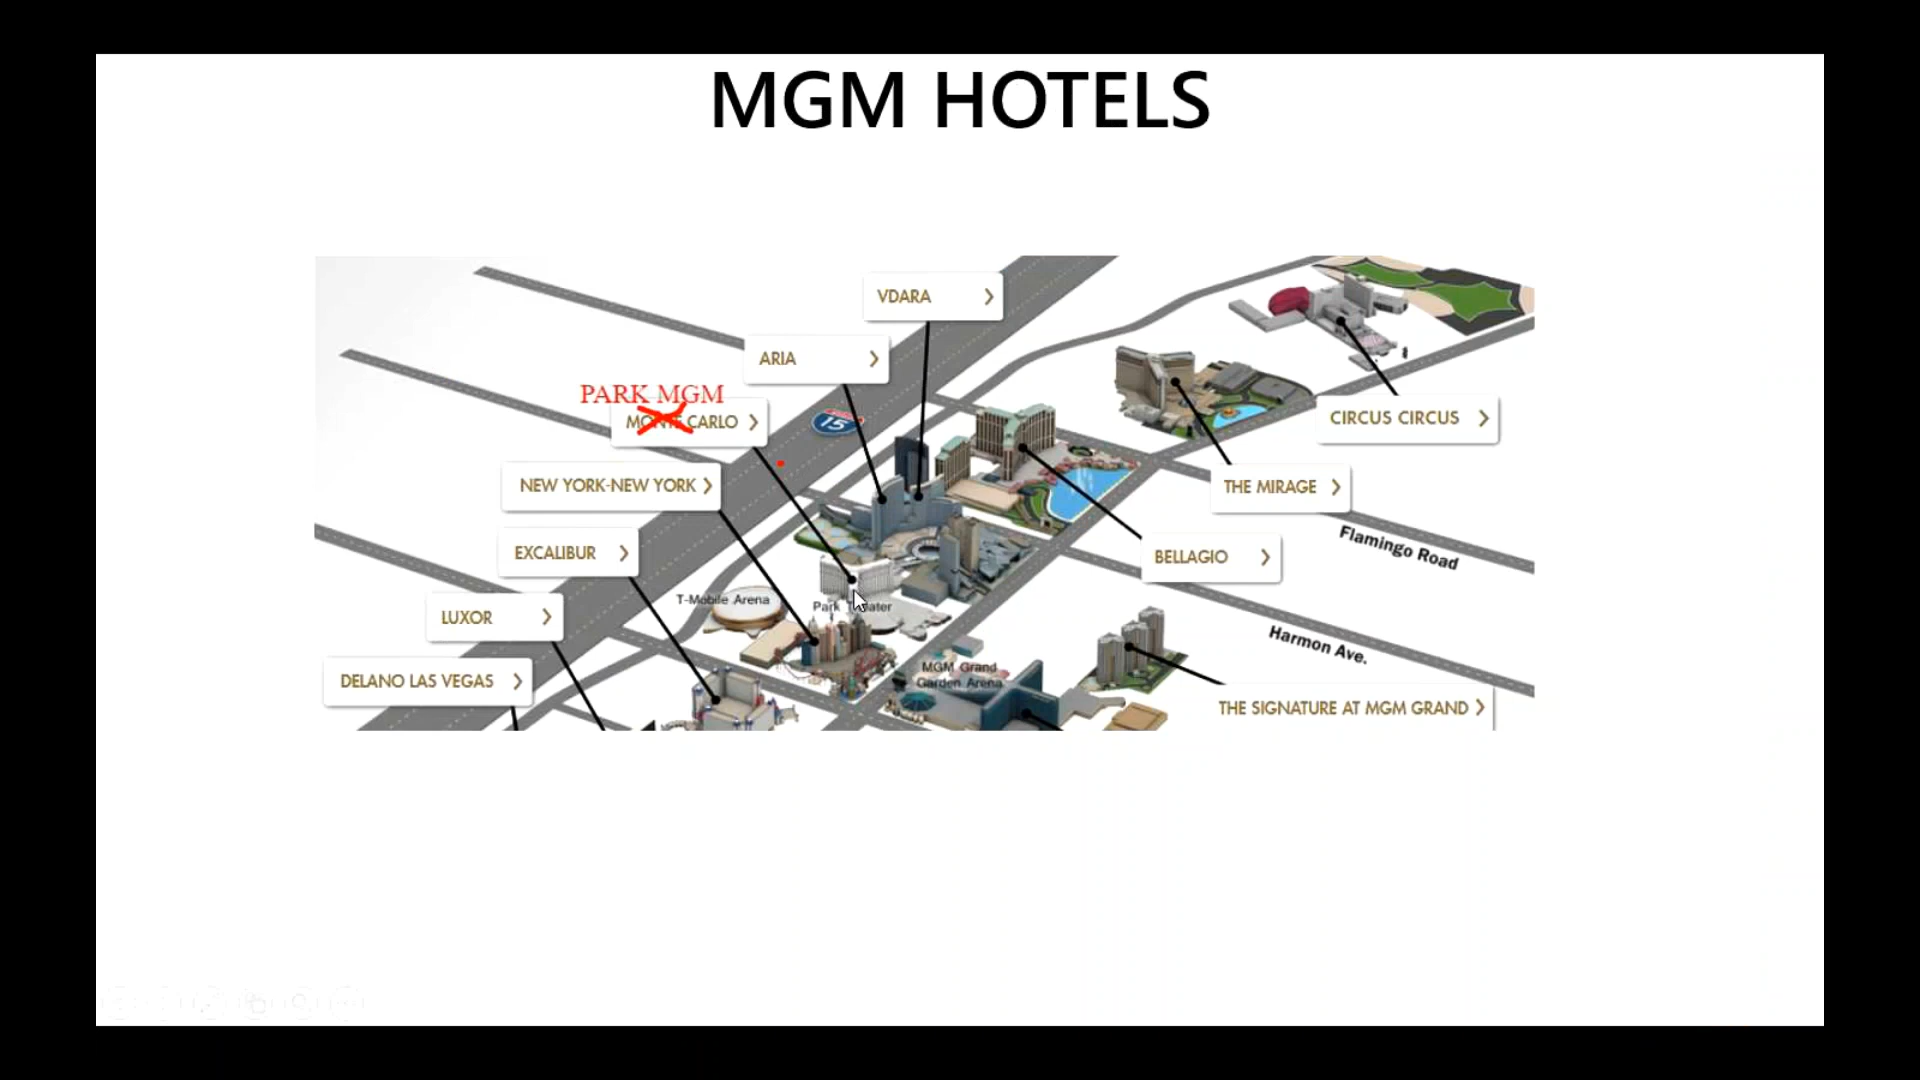 MGM HOTELS
VDARA
ARIA
PARK MGM
MONTE CARLO
15
CIRCUS CIRCUS
NEW YORK-NEW YORK
THE MIRAGE
EXCALIBUR
Flamingo Road
BELLAGIO
T-Mobile Arena
Park Theater
LUXOR
Harmon Ave.
MGM Grand
Garden Arena
DELANO LAS VEGAS
THE SIGNATURE AT MGM GRAND